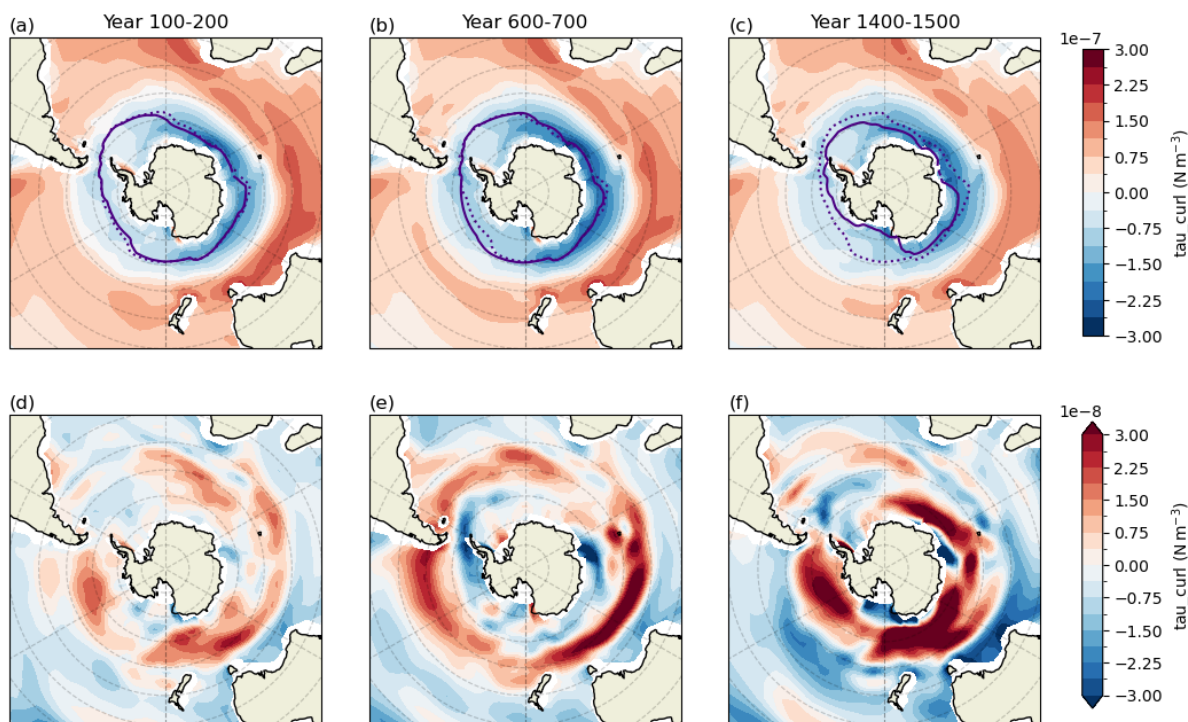 (a) Year 100-200
(b) Year 600-700
(c) Year 1400-1500
1e−7
3.00
2.25
1.50
0.75
0.00
−0.75
−1.50
−2.25
−3.00
tau_curl (N m⁻³)
(d)
(e)
(f)
1e−8
3.00
2.25
1.50
0.75
0.00
−0.75
−1.50
−2.25
−3.00
tau_curl (N m⁻³)